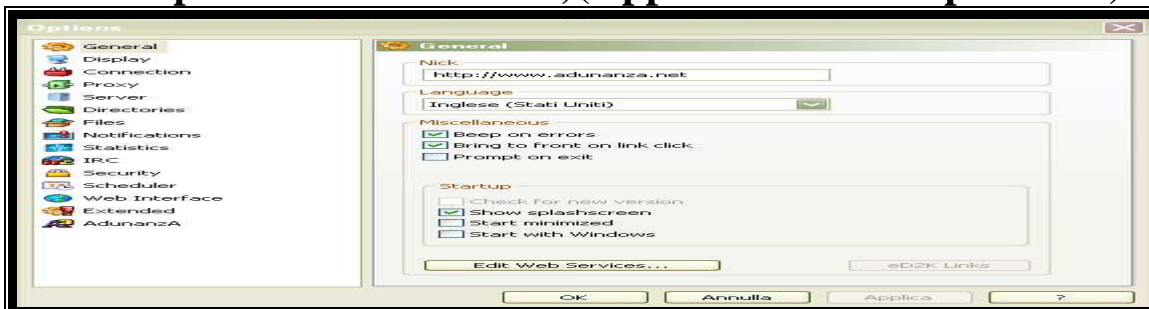 Options
General
Display
Connection
Proxy
Server
Directories
Files
Notifications
Statistics
IRC
Security
Scheduler
Web Interface
Extended
AdunanzA
General
Nick
http://www.adunanza.net
Language
Inglese (Stati Uniti)
Miscellaneous
Beep on errors
Bring to front on link click
Prompt on exit
Startup
Check for new version
Show splashscreen
Start minimized
Start with Windows
Edit Web Services...
eD2K Links
OK
Annulla
Applica
?